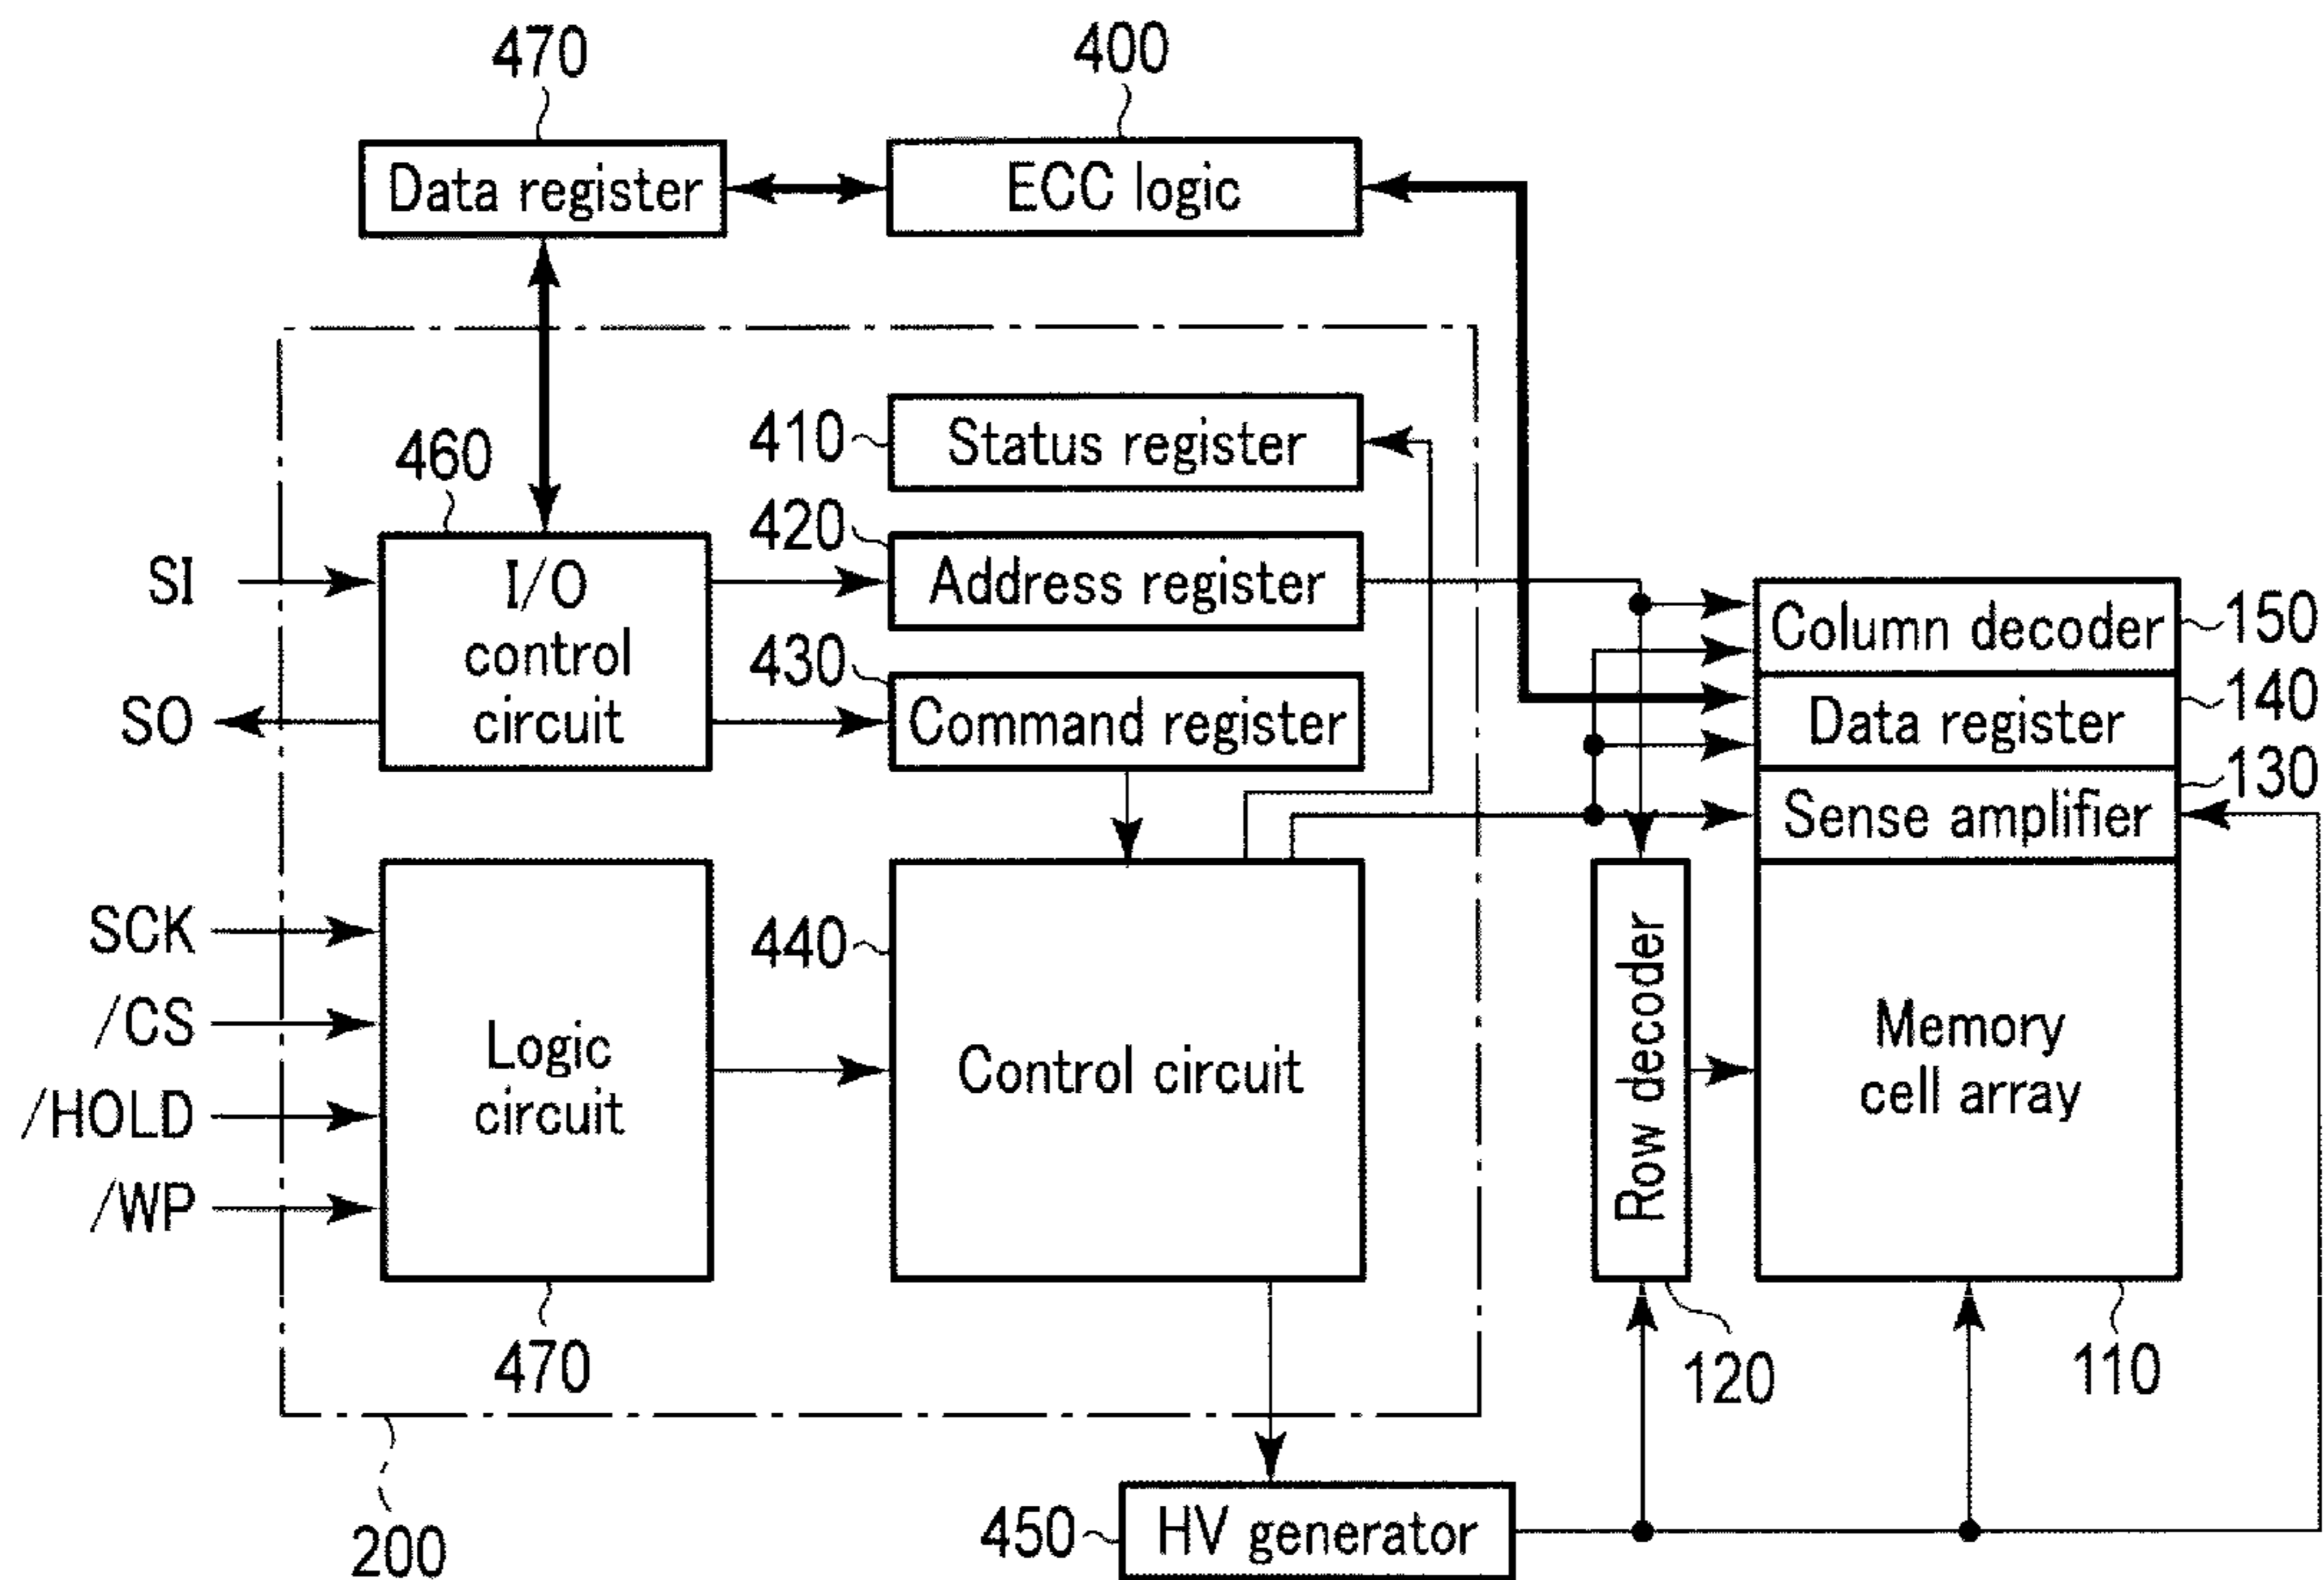 470
400
Data register
ECC logic
410
Status register
460
420
SI
I/O
control
circuit
Address register
Column decoder
150
430
140
SO
Command register
Data register
130
Sense amplifier
SCK
440
/CS
Logic
circuit
Control circuit
Row decoder
Memory
cell array
/HOLD
/WP
470
120
110
200
450
HV generator